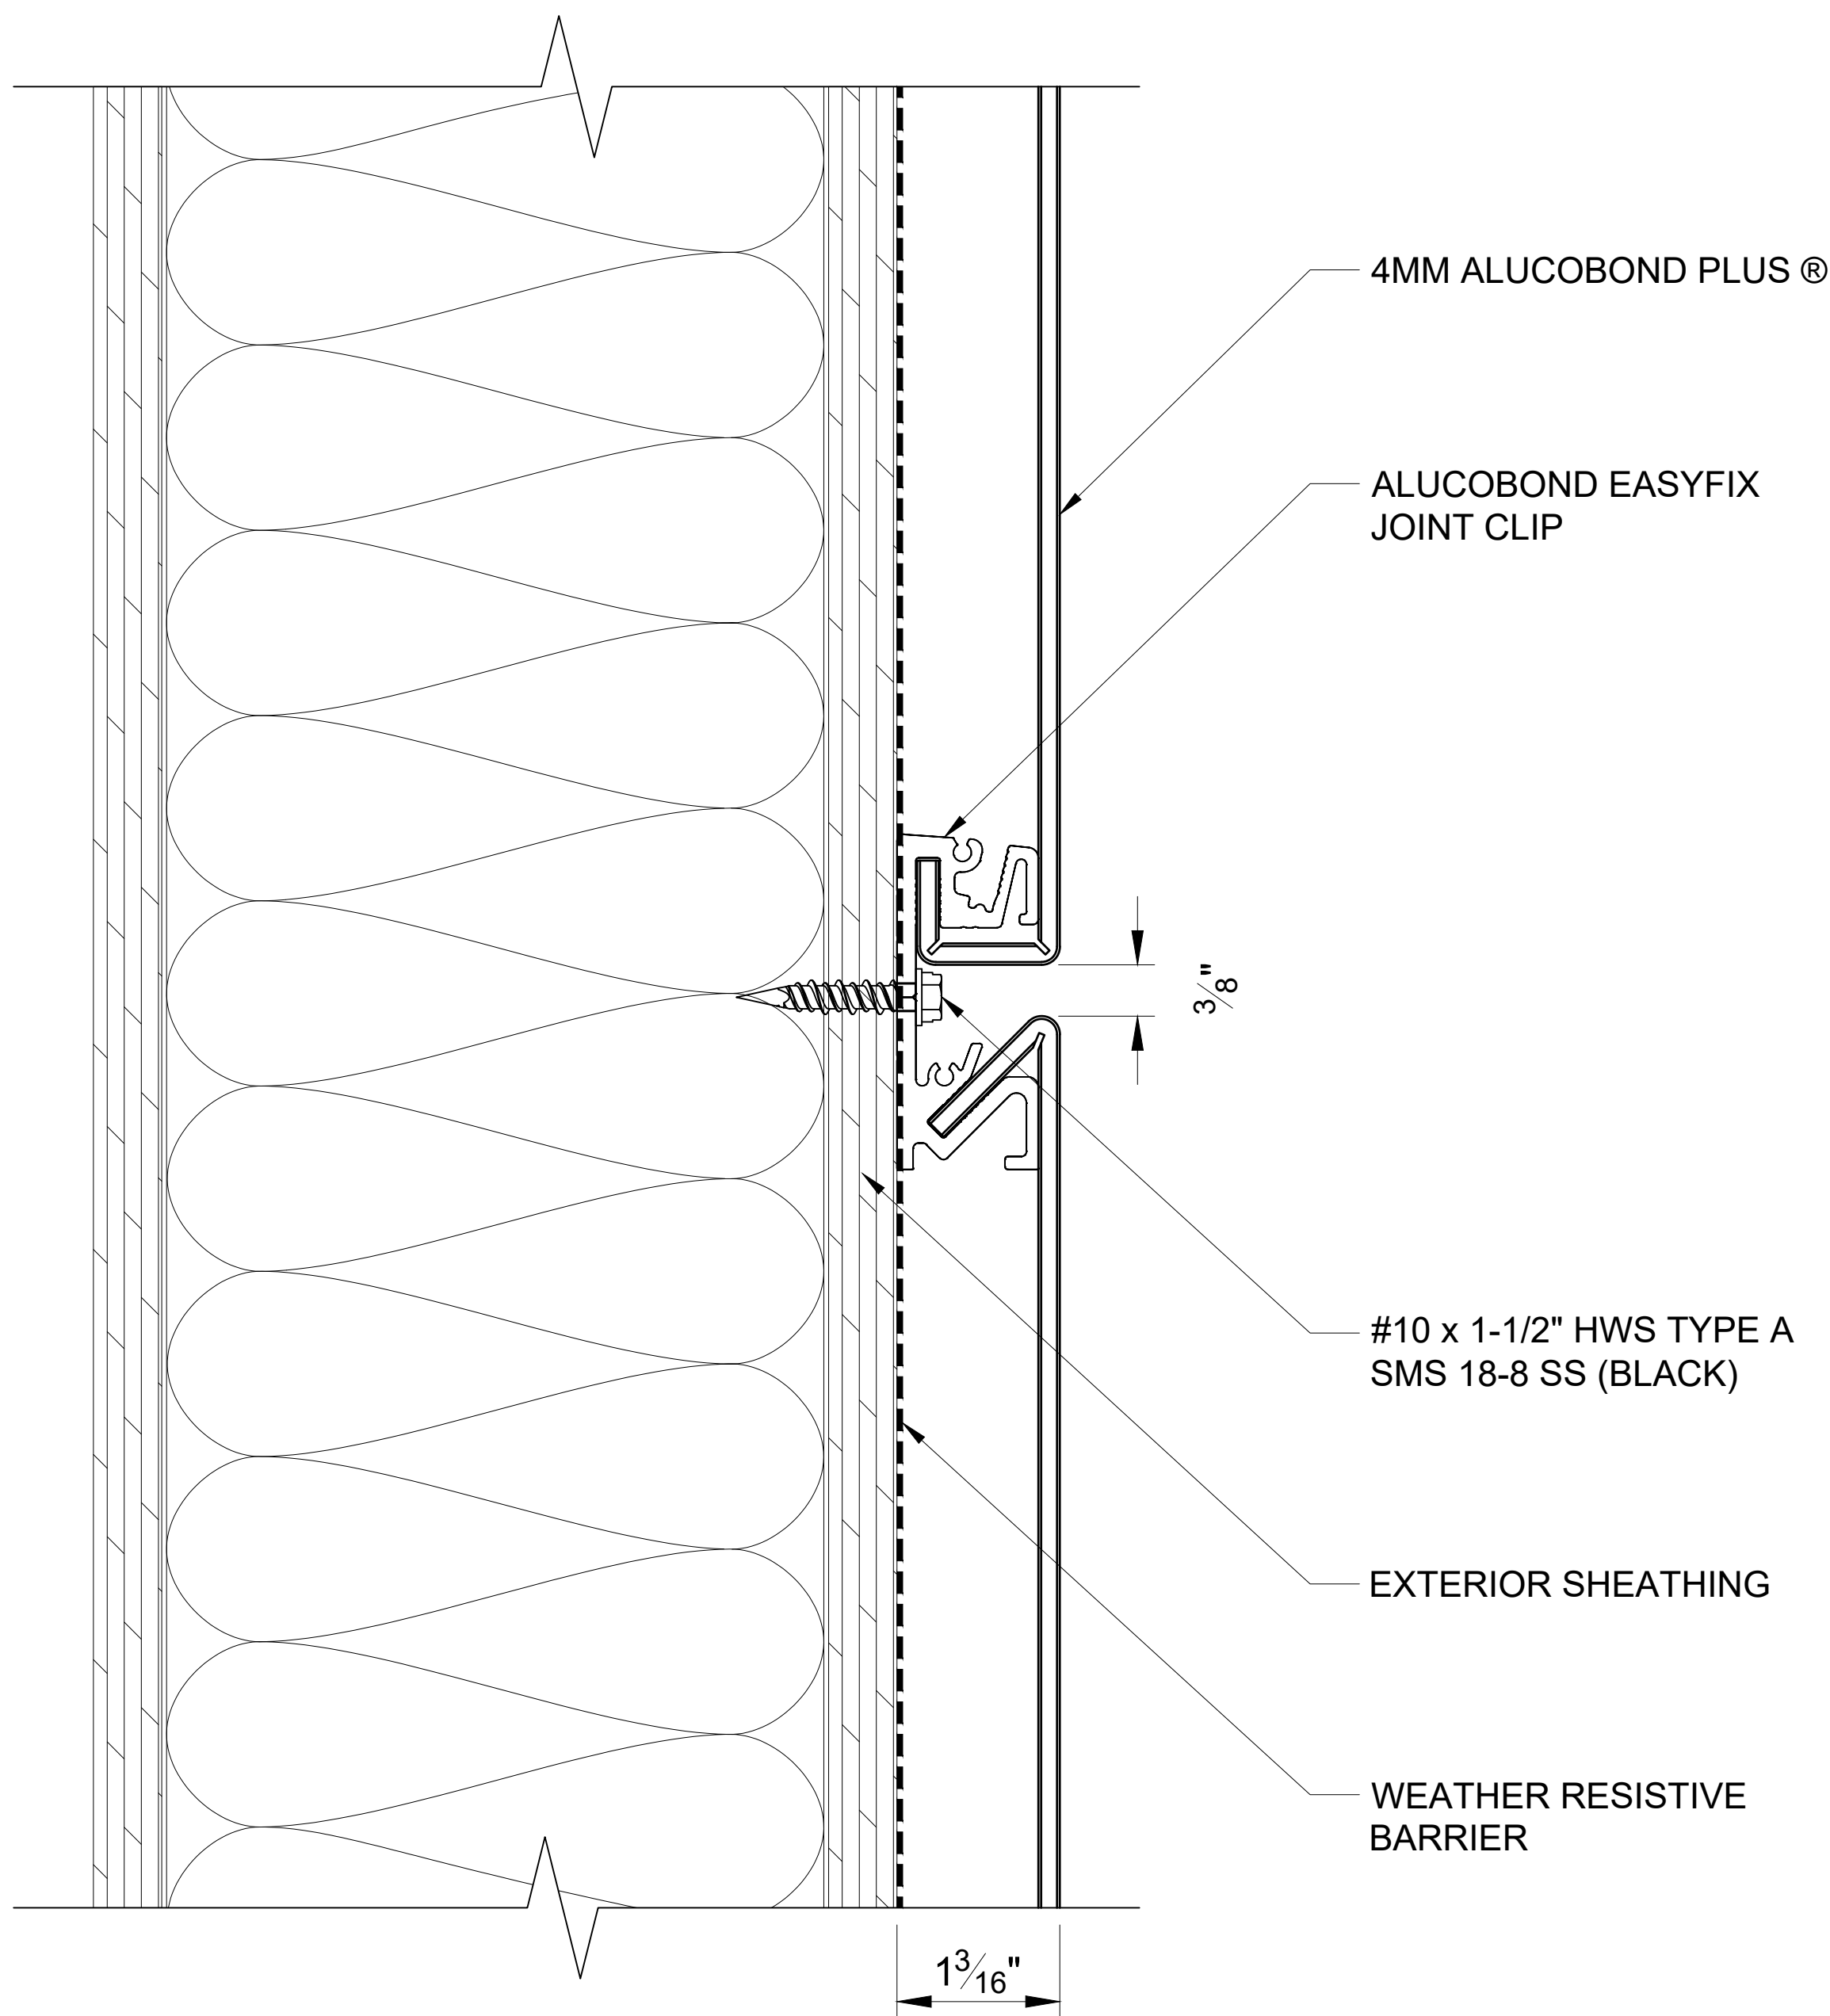 4MM ALUCOBOND PLUS ®
ALUCOBOND EASYFIX
JOINT CLIP
3/8"
#10 x 1-1/2" HWS TYPE A
SMS 18-8 SS (BLACK)
EXTERIOR SHEATHING
WEATHER RESISTIVE
BARRIER
1 3/16"